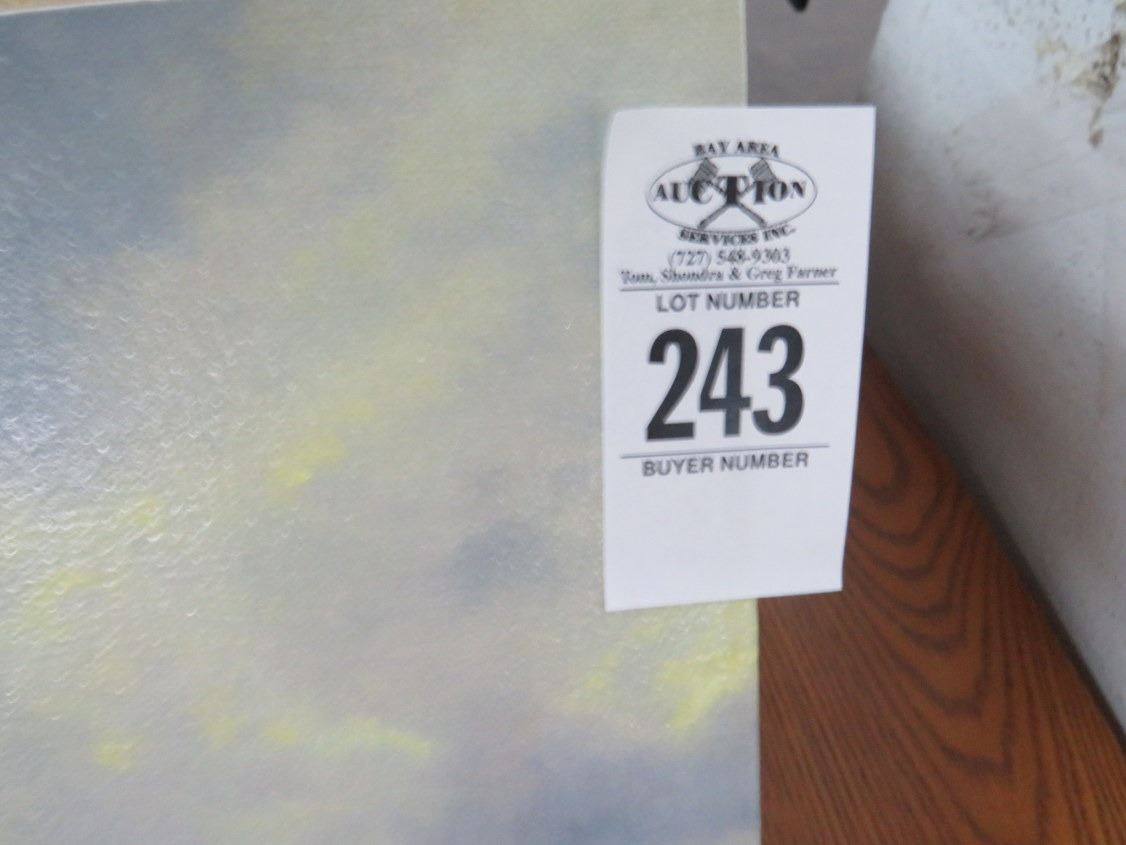 BAY AREA
AUCTION
SERVICES INC.
(727) 548-9303
Tom, Shondra & Greg Farner
LOT NUMBER
243
BUYER NUMBER